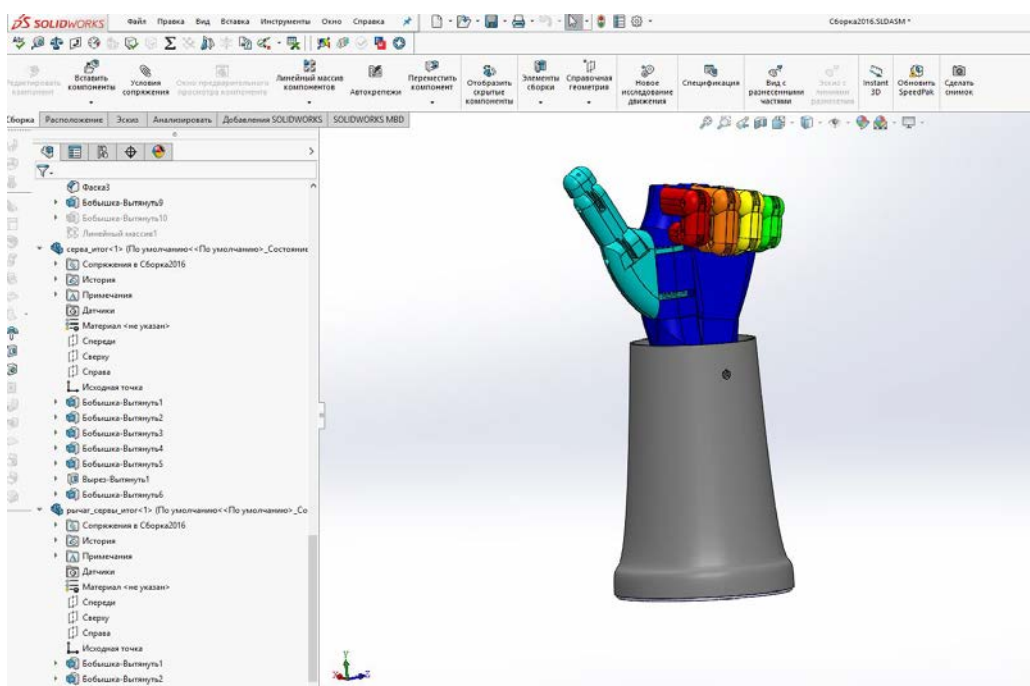 SOLIDWORKS Файл Правка Вид Вставка Инструменты Окно Справка Сборка2016.SLDASM *
Вставить компоненты
Условия сопряжения
Линейный массив компонентов
Автокрепежи
Переместить компонент
Отобразить скрытые компоненты
Элементы сборки
Справочная геометрия
Новое исследование движения
Спецификация
Вид с разнесенными частями
Instant 3D
Обновить SpeedPak
Сделать снимок
Сборка Расположение Эскиз Анализировать Добавления SOLIDWORKS SOLIDWORKS MBD
Фаска3
Бобышка-Вытянуть9
Бобышка-Вытянуть10
Линейный массив1
серва_итог<1> (По умолчанию<<По умолчанию>_Состояние
Сопряжения в Сборка2016
История
Примечания
Датчики
Материал <не указан>
Спереди
Сверху
Справа
Исходная точка
Бобышка-Вытянуть1
Бобышка-Вытянуть2
Бобышка-Вытянуть3
Бобышка-Вытянуть4
Бобышка-Вытянуть5
Вырез-Вытянуть1
Бобышка-Вытянуть6
рычаг_сервы_итог<1> (По умолчанию<<По умолчанию>_Со
Сопряжения в Сборка2016
История
Примечания
Датчики
Материал <не указан>
Спереди
Сверху
Справа
Исходная точка
Бобышка-Вытянуть1
Бобышка-Вытянуть2
Y
Z